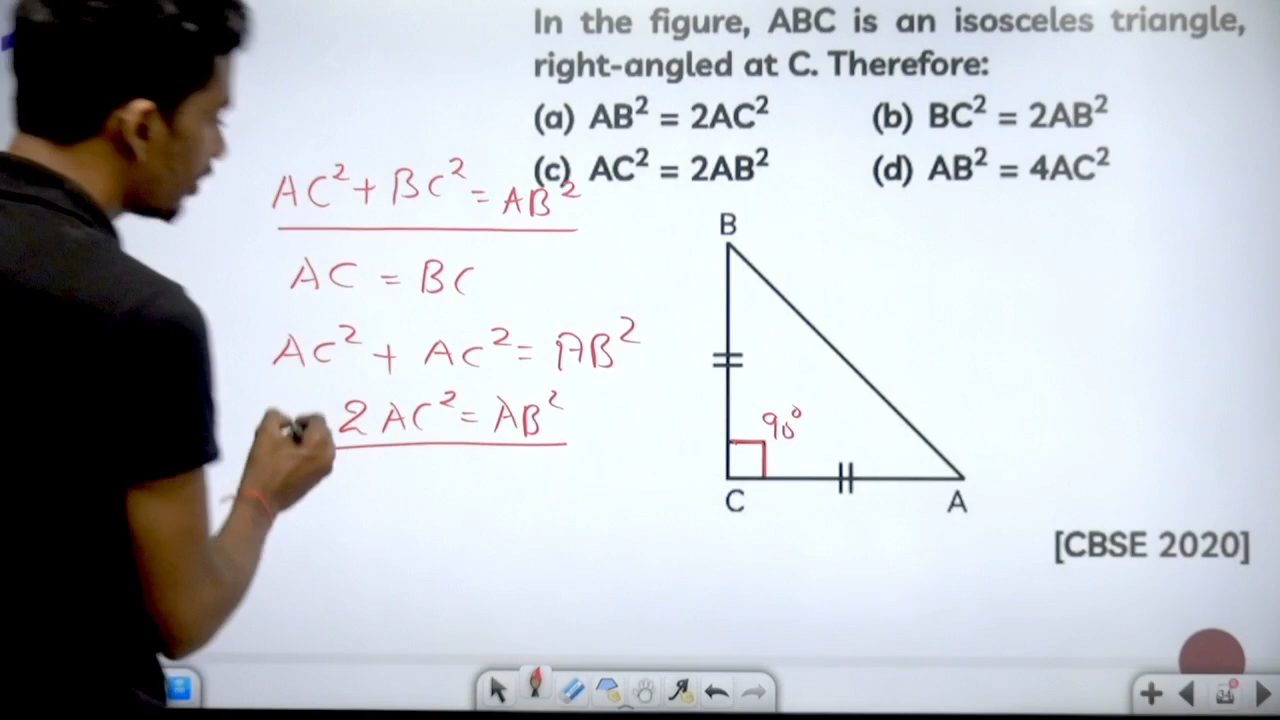 In the figure, ABC is an isosceles triangle,
right-angled at C. Therefore:
(a) AB² = 2AC² (b) BC² = 2AB²
(c) AC² = 2AB² (d) AB² = 4AC²
AC² + BC² = AB²
AC = BC
AC² + AC² = AB²
2AC² = AB²
B
90°
C A
[CBSE 2020]